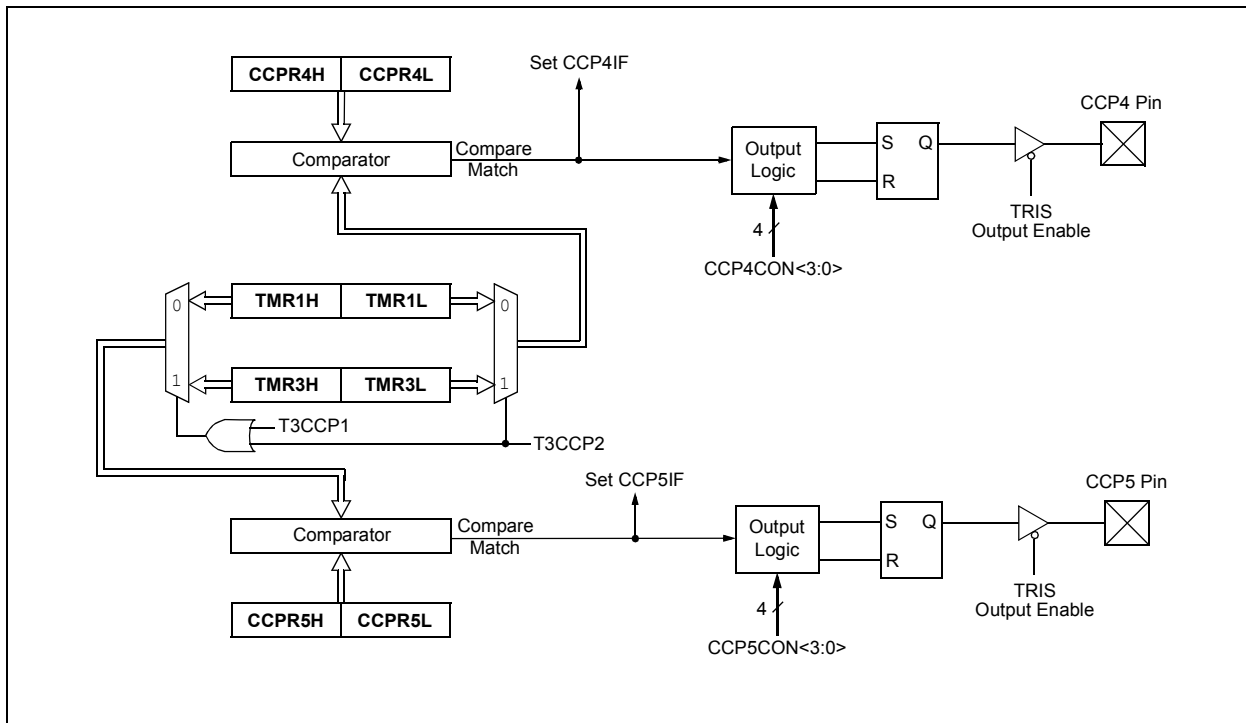 CCPR4H CCPR4L
Set CCP4IF
CCP4 Pin
Comparator
Compare
Match
Output
Logic
S Q
R
TRIS
Output Enable
4
CCP4CON<3:0>
0 TMR1H TMR1L 0
1 TMR3H TMR3L 1
T3CCP1
T3CCP2
Set CCP5IF
CCP5 Pin
Comparator
Compare
Match
Output
Logic
S Q
R
TRIS
Output Enable
4
CCPR5H CCPR5L
CCP5CON<3:0>